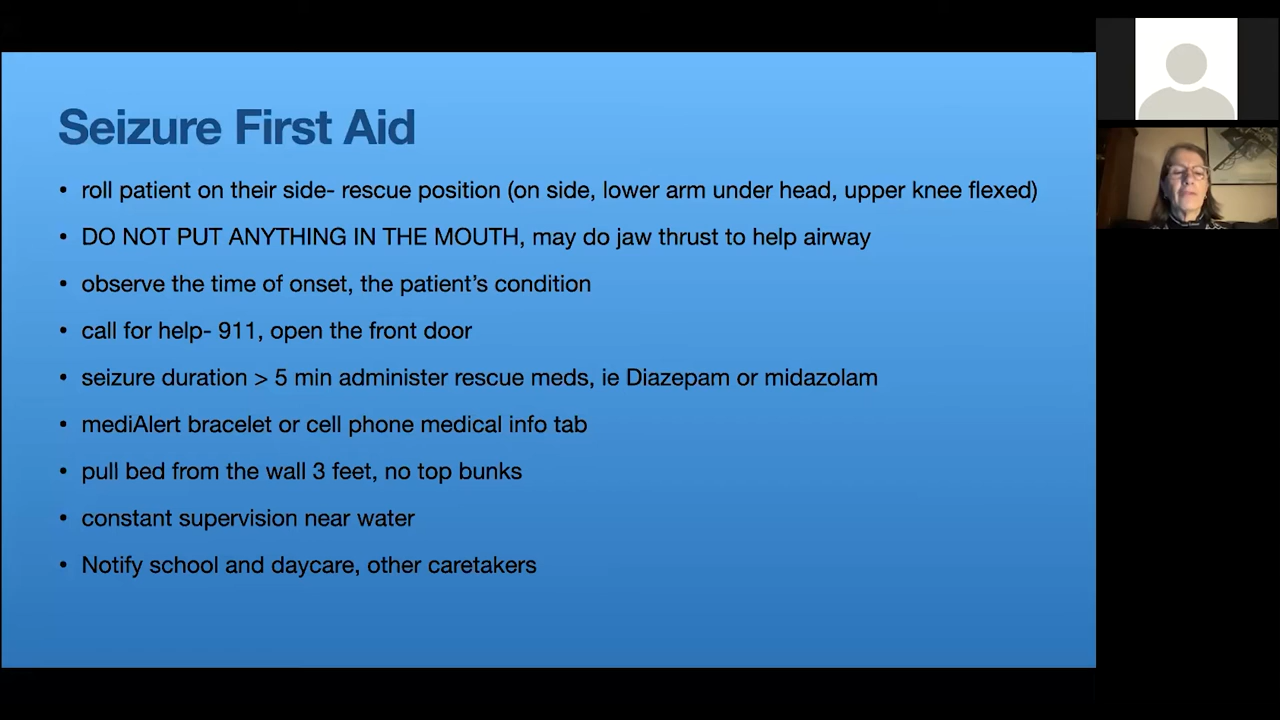 Seizure First Aid
• roll patient on their side- rescue position (on side, lower arm under head, upper knee flexed)
• DO NOT PUT ANYTHING IN THE MOUTH, may do jaw thrust to help airway
• observe the time of onset, the patient’s condition
• call for help- 911, open the front door
• seizure duration > 5 min administer rescue meds, ie Diazepam or midazolam
• mediAlert bracelet or cell phone medical info tab
• pull bed from the wall 3 feet, no top bunks
• constant supervision near water
• Notify school and daycare, other caretakers